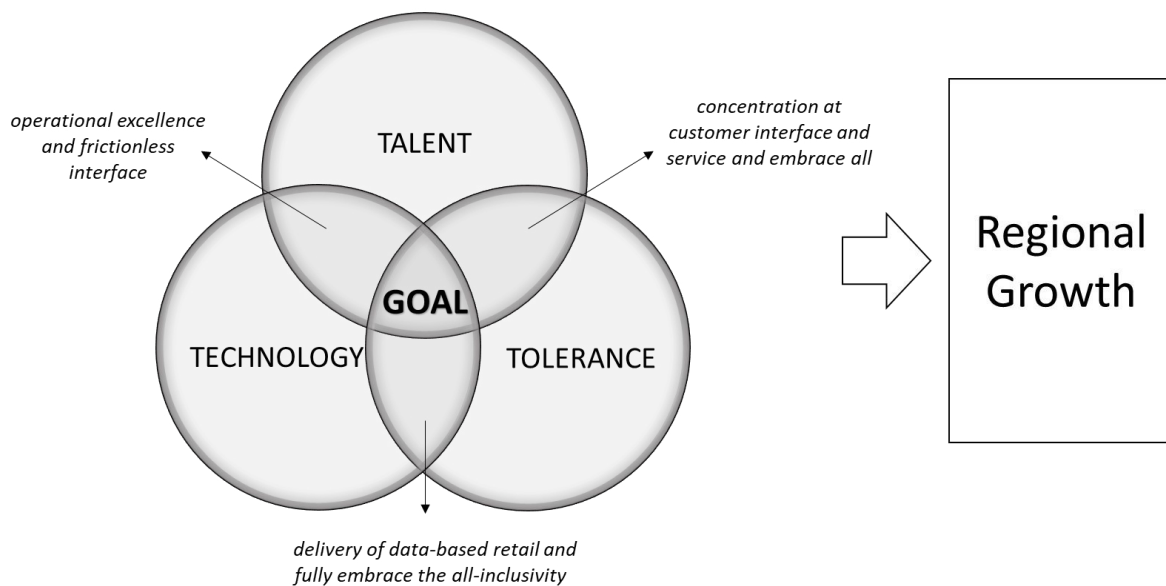 operational excellence
and frictionless
interface
TALENT
concentration at
customer interface and
service and embrace all
GOAL
TECHNOLOGY
TOLERANCE
delivery of data-based retail and
fully embrace the all-inclusivity
Regional
Growth